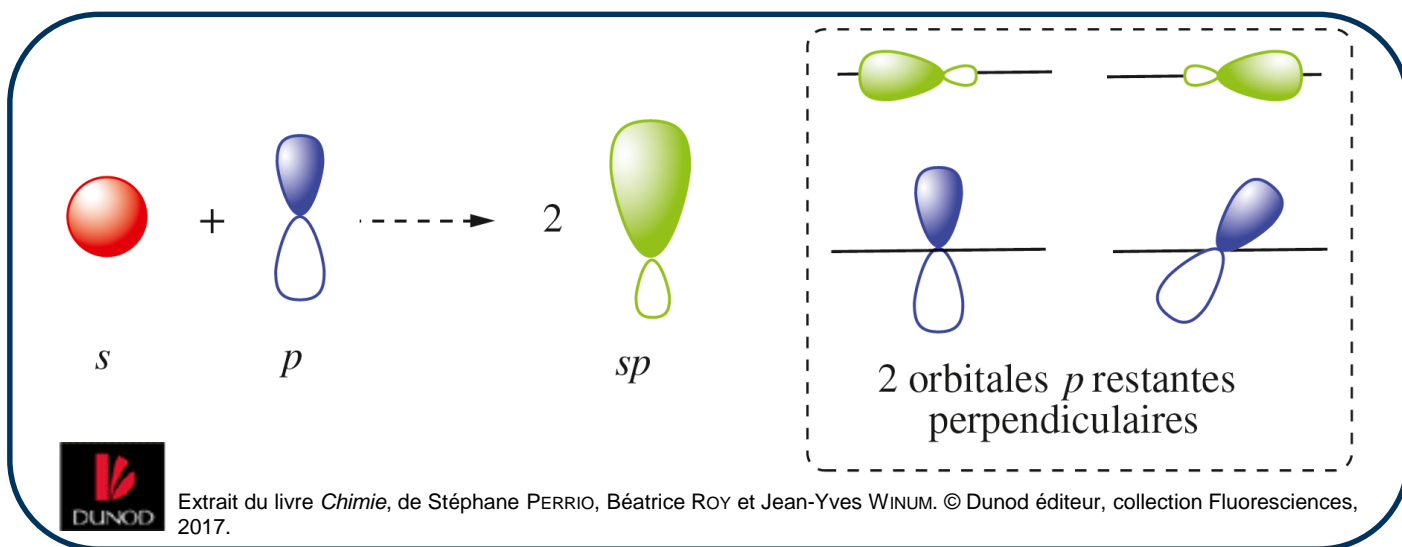 +
2
s
p
sp
2 orbitales p restantes
perpendiculaires
DUNOD
Extrait du livre Chimie, de Stéphane PERRIO, Béatrice ROY et Jean-Yves WINUM. © Dunod éditeur, collection Fluoresciences,
2017.